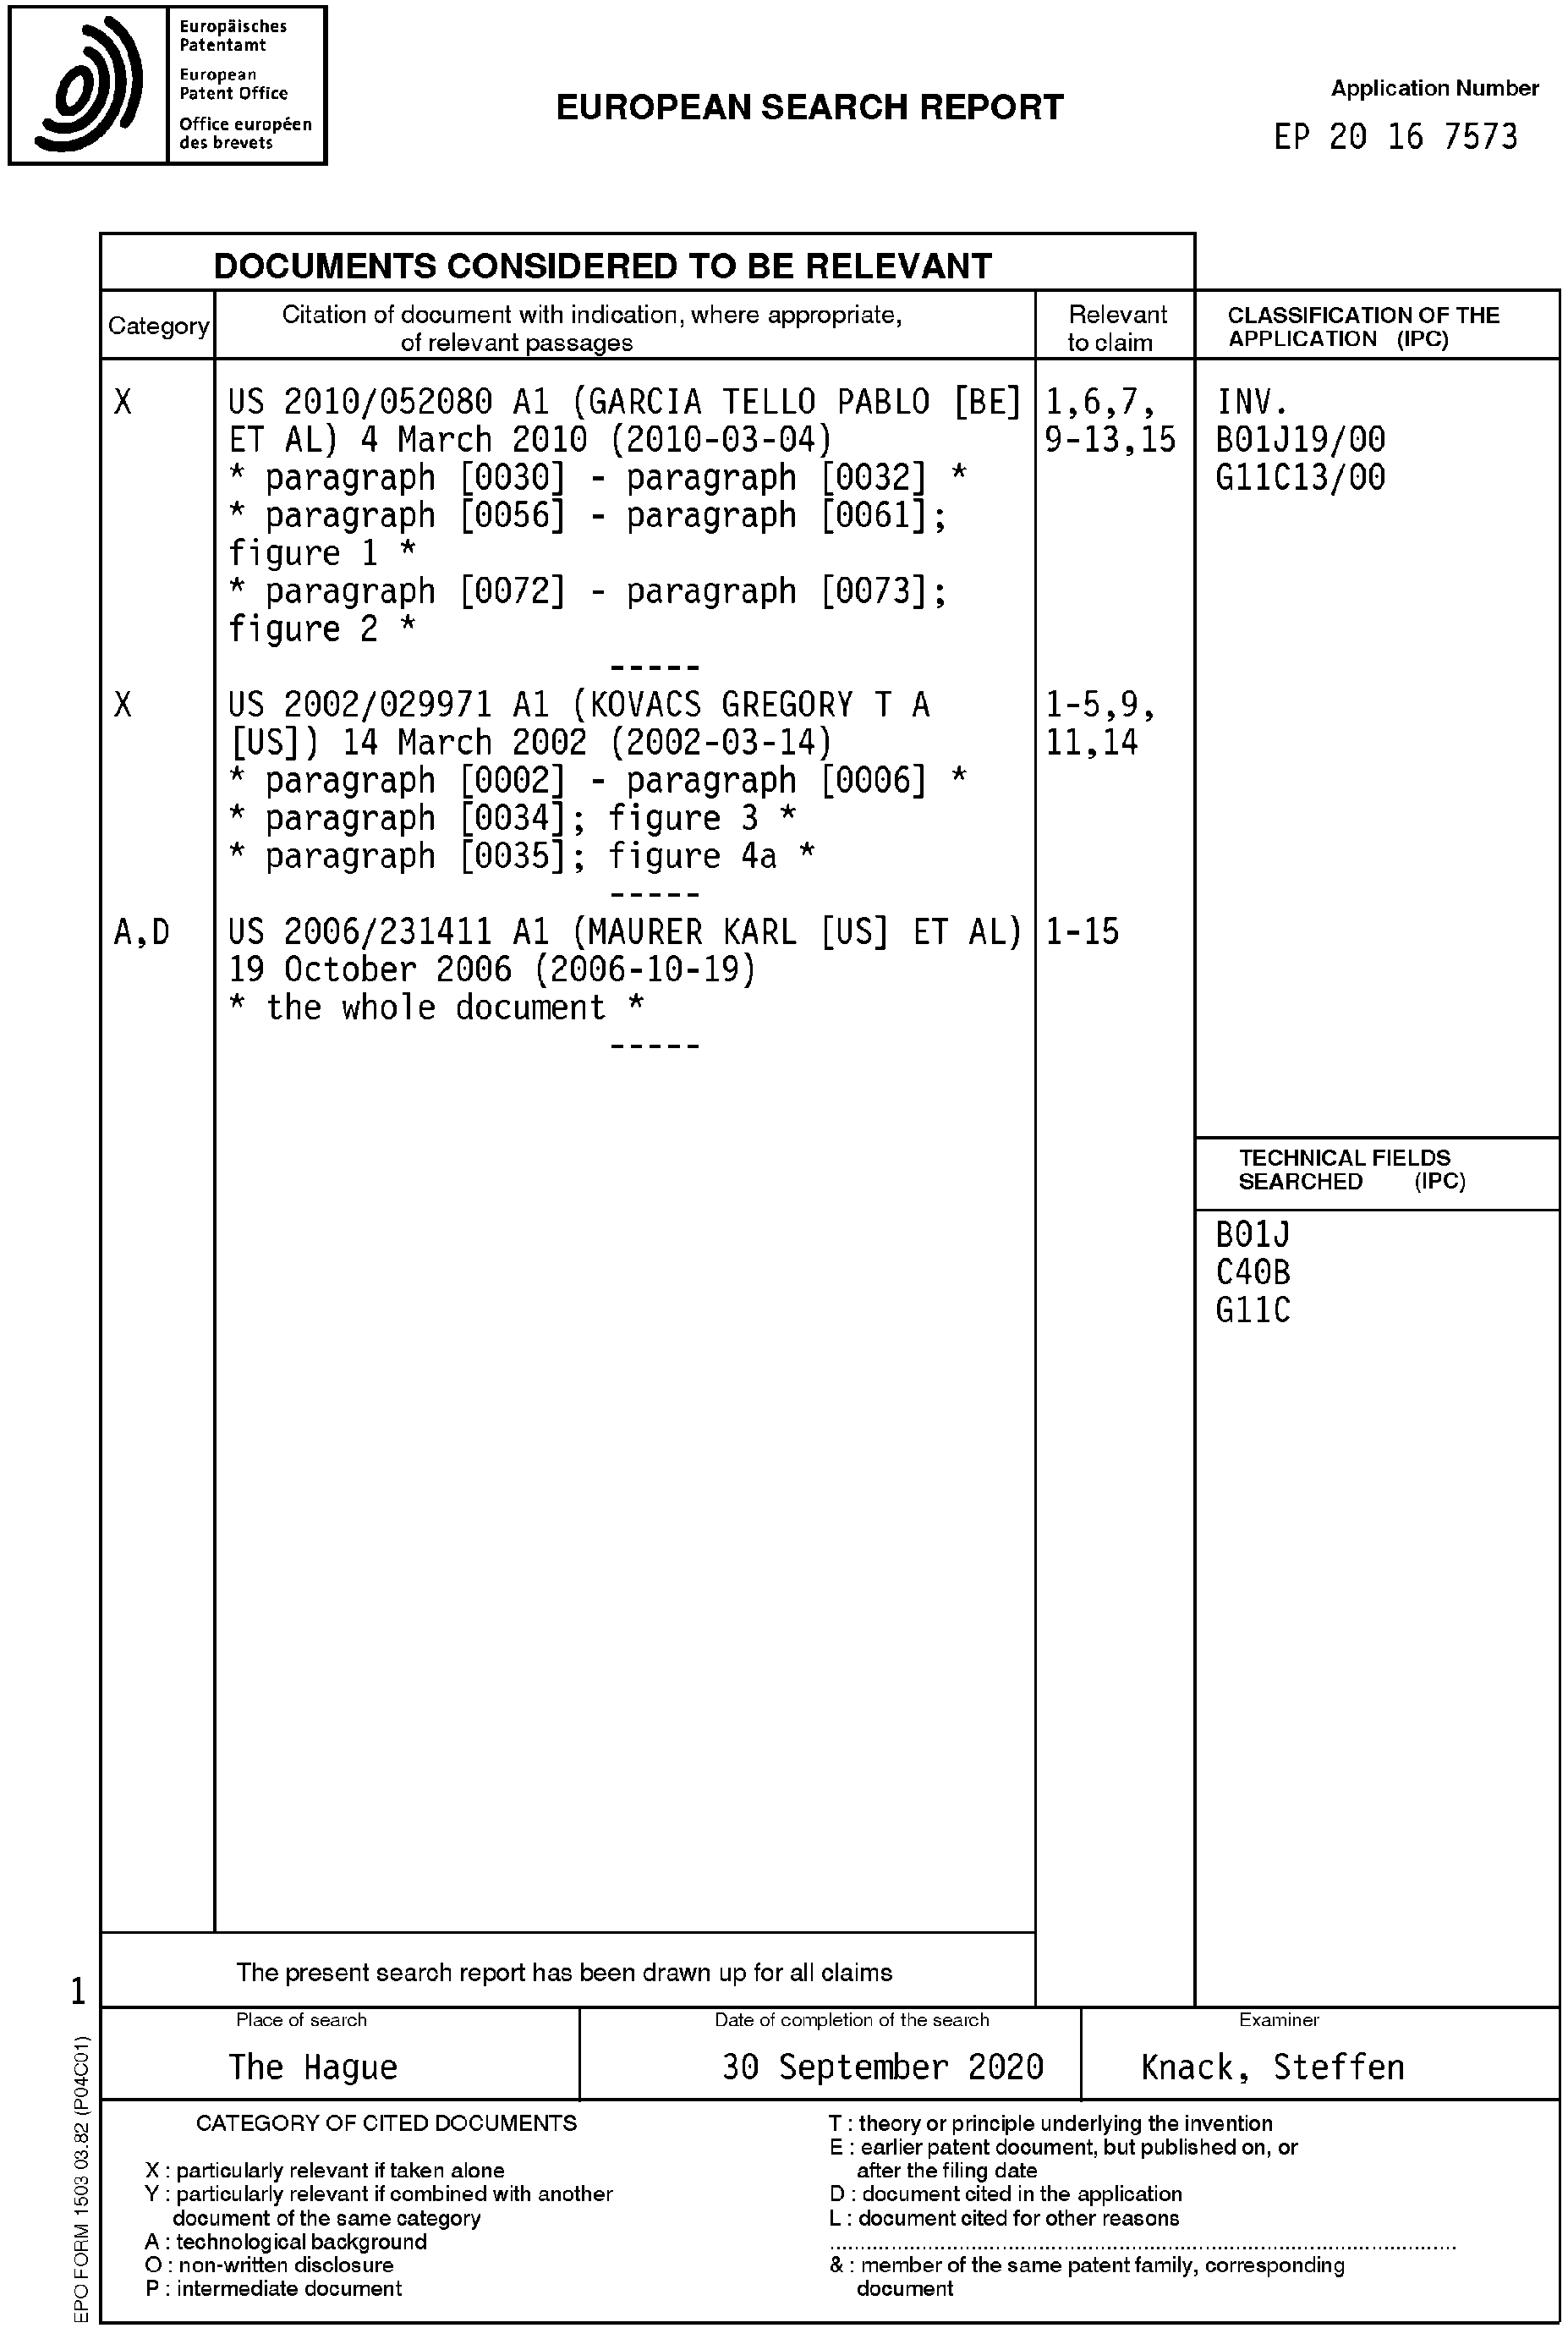 Europäisches
Patentamt
European
Patent Office
Office européen
des brevets
EUROPEAN SEARCH REPORT
Application Number
EP 20 16 7573
DOCUMENTS CONSIDERED TO BE RELEVANT
Category
Citation of document with indication, where appropriate,
of relevant passages
Relevant
to claim
CLASSIFICATION OF THE
APPLICATION (IPC)
X
US 2010/052080 A1 (GARCIA TELLO PABLO [BE]
ET AL) 4 March 2010 (2010-03-04)
* paragraph [0030] - paragraph [0032] *
* paragraph [0056] - paragraph [0061];
figure 1 *
* paragraph [0072] - paragraph [0073];
figure 2 *
-----
1,6,7,
9-13,15
INV.
B01J19/00
G11C13/00
X
US 2002/029971 A1 (KOVACS GREGORY T A
[US]) 14 March 2002 (2002-03-14)
* paragraph [0002] - paragraph [0006] *
* paragraph [0034]; figure 3 *
* paragraph [0035]; figure 4a *
-----
1-5,9,
11,14
A,D
US 2006/231411 A1 (MAURER KARL [US] ET AL)
19 October 2006 (2006-10-19)
* the whole document *
-----
1-15
TECHNICAL FIELDS
SEARCHED (IPC)
B01J
C40B
G11C
The present search report has been drawn up for all claims
1
Place of search
The Hague
Date of completion of the search
30 September 2020
Examiner
Knack, Steffen
CATEGORY OF CITED DOCUMENTS
X : particularly relevant if taken alone
Y : particularly relevant if combined with another
document of the same category
A : technological background
O : non-written disclosure
P : intermediate document
T : theory or principle underlying the invention
E : earlier patent document, but published on, or
after the filing date
D : document cited in the application
L : document cited for other reasons
& : member of the same patent family, corresponding
document
EPO FORM 1503 03.82 (P04C01)